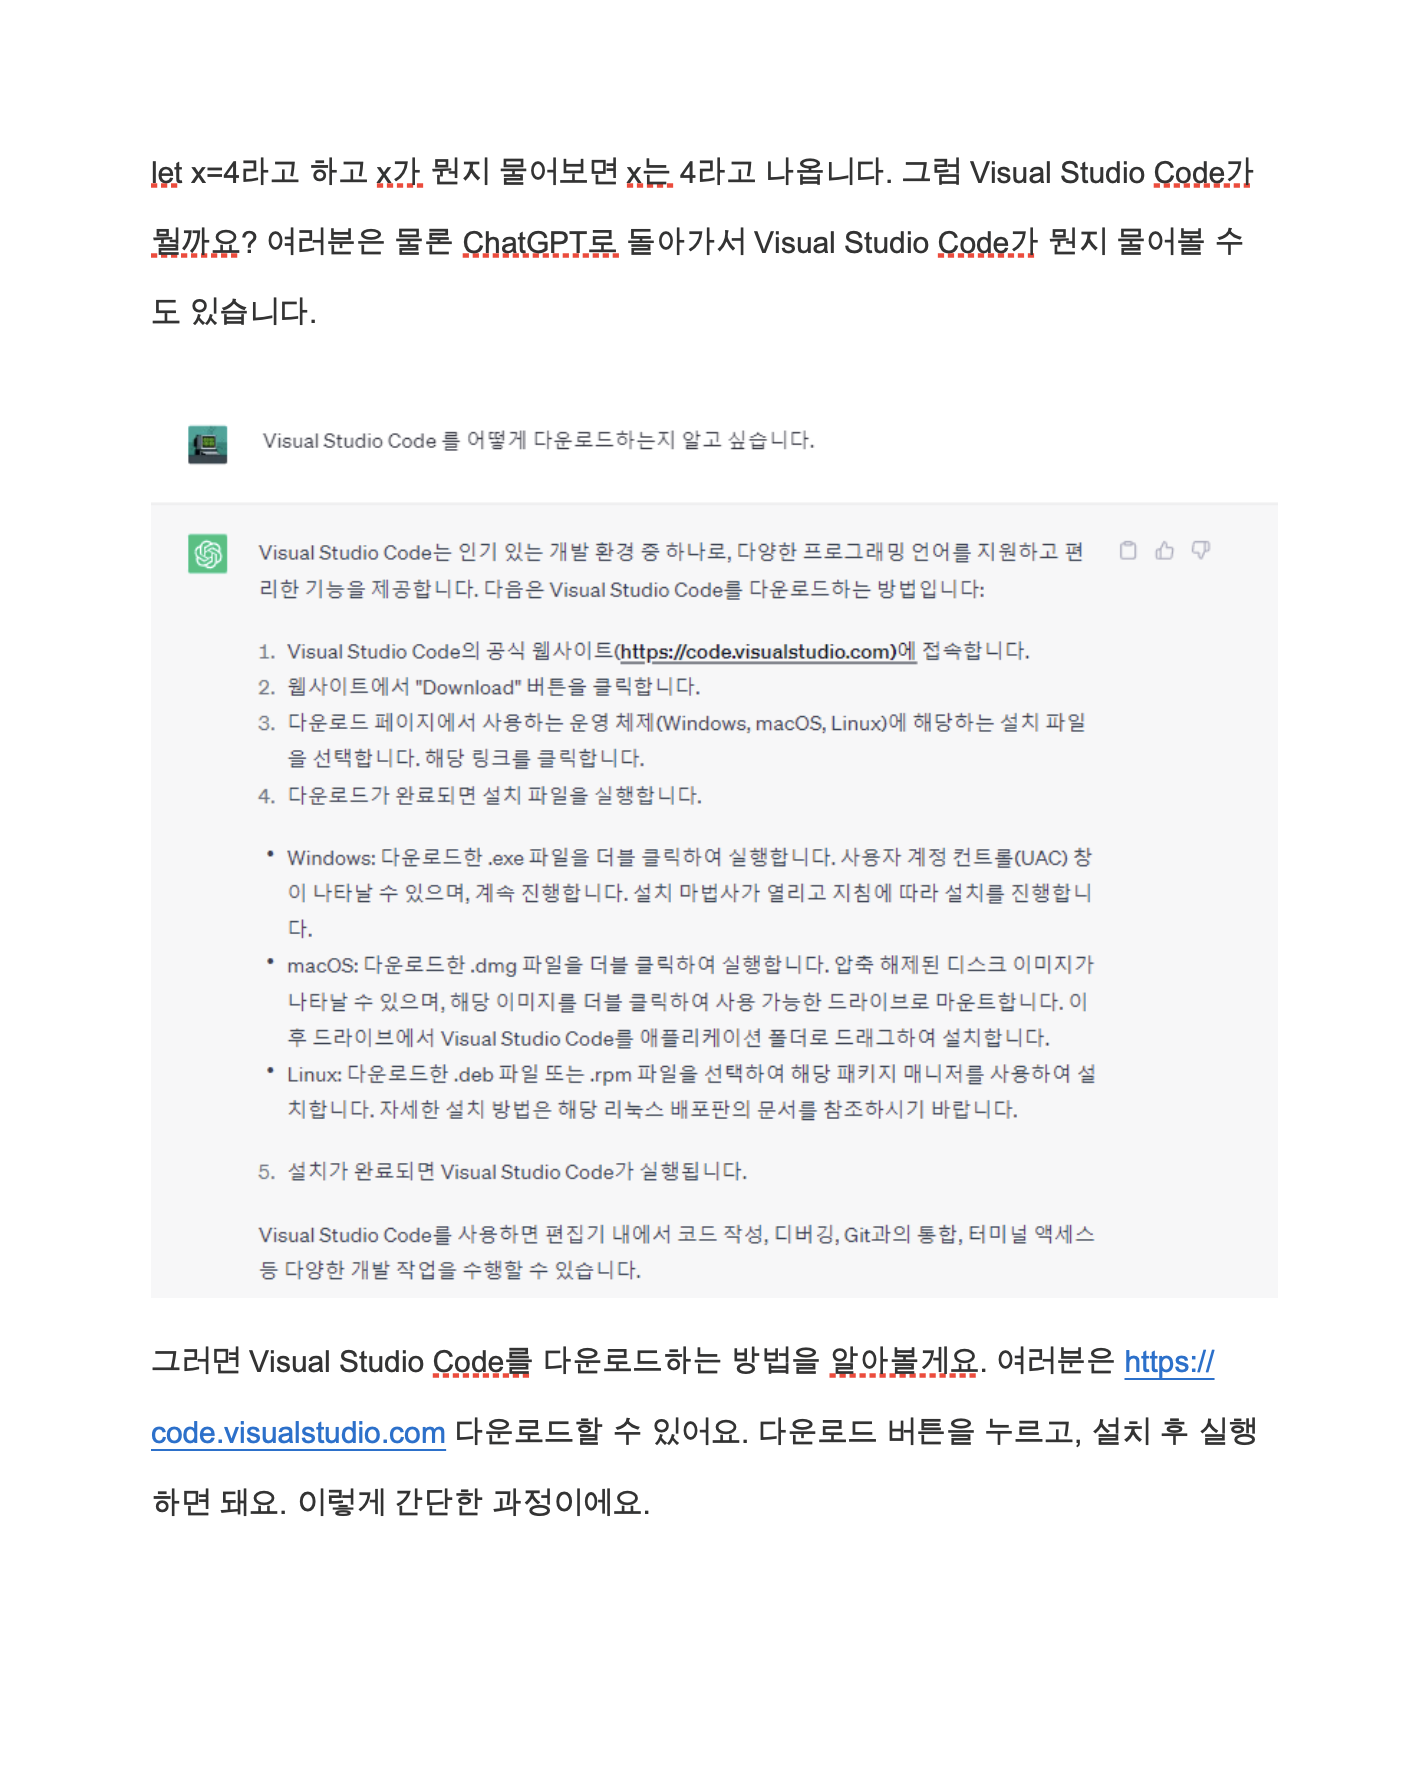 let x=4라고 하고 x가 뭔지 물어보면 x는 4라고 나옵니다. 그럼 Visual Studio Code가
뭘까요? 여러분은 물론 ChatGPT로 돌아가서 Visual Studio Code가 뭔지 물어볼 수
도 있습니다.
Visual Studio Code 를 어떻게 다운로드하는지 알고 싶습니다.
Visual Studio Code는 인기 있는 개발 환경 중 하나로, 다양한 프로그래밍 언어를 지원하고 편
리한 기능을 제공합니다. 다음은 Visual Studio Code를 다운로드하는 방법입니다:
1. Visual Studio Code의 공식 웹사이트(https://code.visualstudio.com)에 접속합니다.
2. 웹사이트에서 "Download" 버튼을 클릭합니다.
3. 다운로드 페이지에서 사용하는 운영 체제(Windows, macOS, Linux)에 해당하는 설치 파일
을 선택합니다. 해당 링크를 클릭합니다.
4. 다운로드가 완료되면 설치 파일을 실행합니다.
• Windows: 다운로드한 .exe 파일을 더블 클릭하여 실행합니다. 사용자 계정 컨트롤(UAC) 창
이 나타날 수 있으며, 계속 진행합니다. 설치 마법사가 열리고 지침에 따라 설치를 진행합니
다.
• macOS: 다운로드한 .dmg 파일을 더블 클릭하여 실행합니다. 압축 해제된 디스크 이미지가
나타날 수 있으며, 해당 이미지를 더블 클릭하여 사용 가능한 드라이브로 마운트합니다. 이
후 드라이브에서 Visual Studio Code를 애플리케이션 폴더로 드래그하여 설치합니다.
• Linux: 다운로드한 .deb 파일 또는 .rpm 파일을 선택하여 해당 패키지 매니저를 사용하여 설
치합니다. 자세한 설치 방법은 해당 리눅스 배포판의 문서를 참조하시기 바랍니다.
5. 설치가 완료되면 Visual Studio Code가 실행됩니다.
Visual Studio Code를 사용하면 편집기 내에서 코드 작성, 디버깅, Git과의 통합, 터미널 액세스
등 다양한 개발 작업을 수행할 수 있습니다.
그러면 Visual Studio Code를 다운로드하는 방법을 알아볼게요. 여러분은 https://
code.visualstudio.com 다운로드할 수 있어요. 다운로드 버튼을 누르고, 설치 후 실행
하면 돼요. 이렇게 간단한 과정이에요.